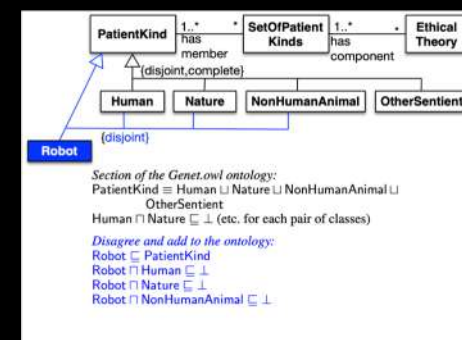 PatientKind
1..*
*
has
member
SetOfPatient
Kinds
1..*
*
has
component
Ethical
Theory
{disjoint,complete}
Human
Nature
NonHumanAnimal
OtherSentient
Robot
{disjoint}
Section of the Genet.owl ontology:
PatientKind ≡ Human ⊔ Nature ⊔ NonHumanAnimal ⊔
OtherSentient
Human ⊓ Nature ⊑ ⊥ (etc. for each pair of classes)
Disagree and add to the ontology:
Robot ⊑ PatientKind
Robot ⊓ Human ⊑ ⊥
Robot ⊓ Nature ⊑ ⊥
Robot ⊓ NonHumanAnimal ⊑ ⊥